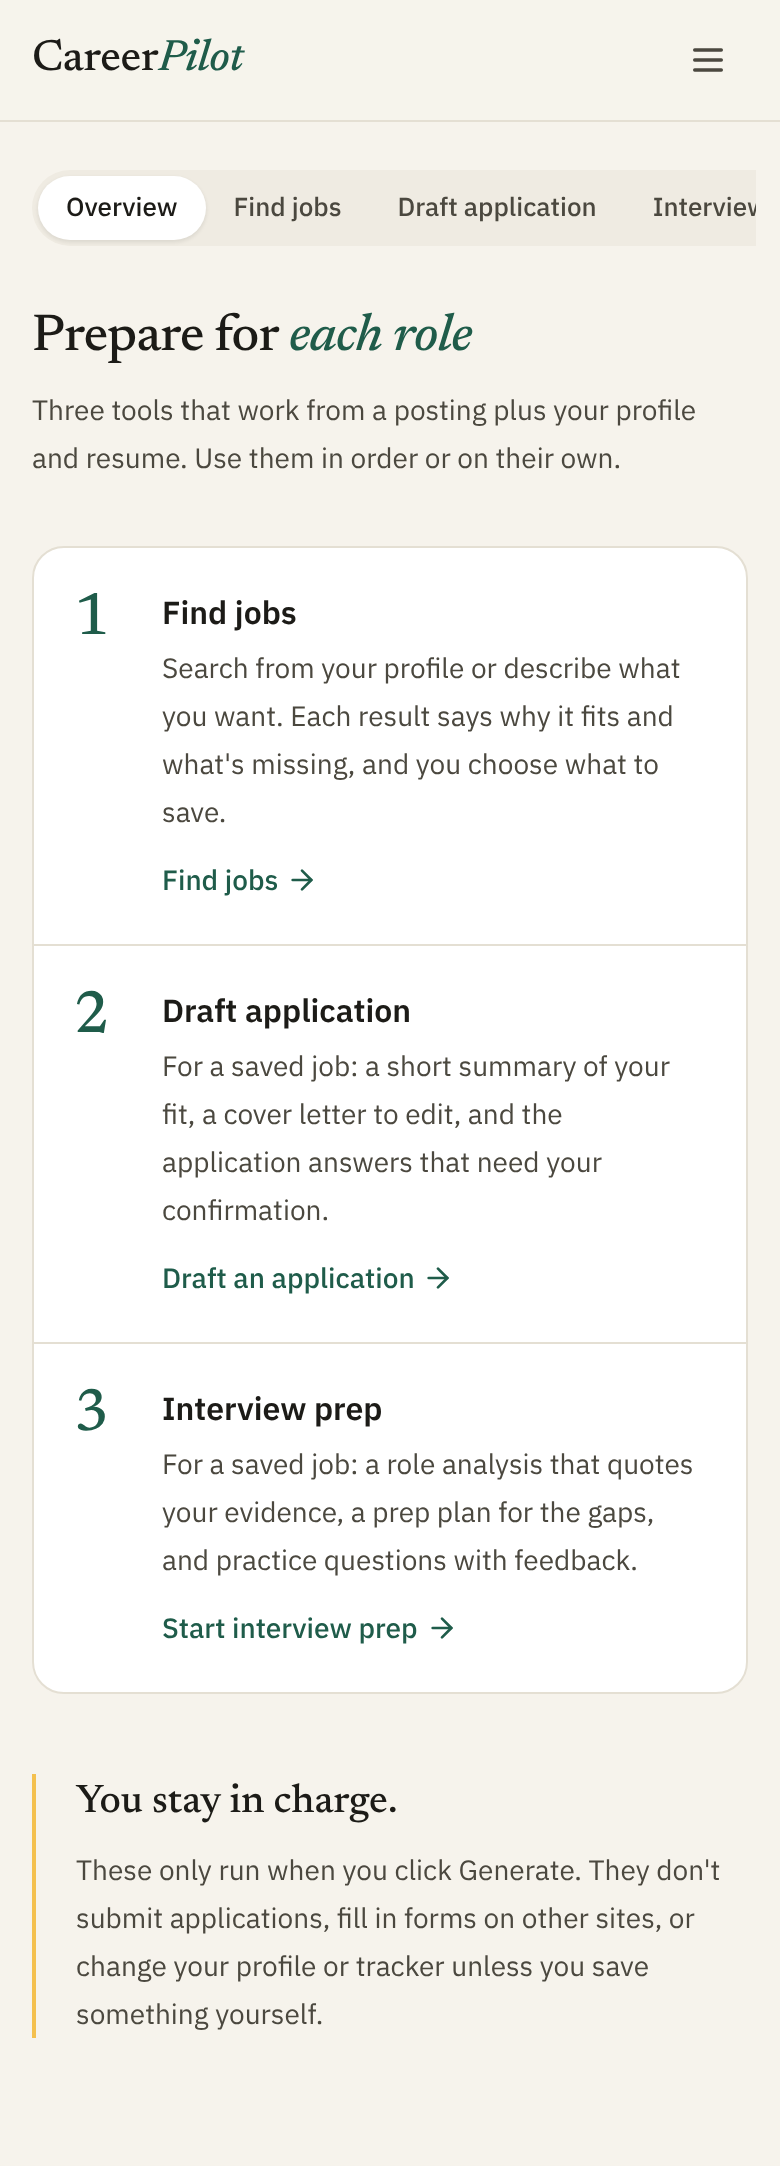 CareerPilot
Overview Find jobs Draft application Interview
Prepare for each role
Three tools that work from a posting plus your profile
and resume. Use them in order or on their own.
1 Find jobs
Search from your profile or describe what
you want. Each result says why it fits and
what's missing, and you choose what to
save.
Find jobs →
2 Draft application
For a saved job: a short summary of your
fit, a cover letter to edit, and the
application answers that need your
confirmation.
Draft an application →
3 Interview prep
For a saved job: a role analysis that quotes
your evidence, a prep plan for the gaps,
and practice questions with feedback.
Start interview prep →
You stay in charge.
These only run when you click Generate. They don't
submit applications, fill in forms on other sites, or
change your profile or tracker unless you save
something yourself.